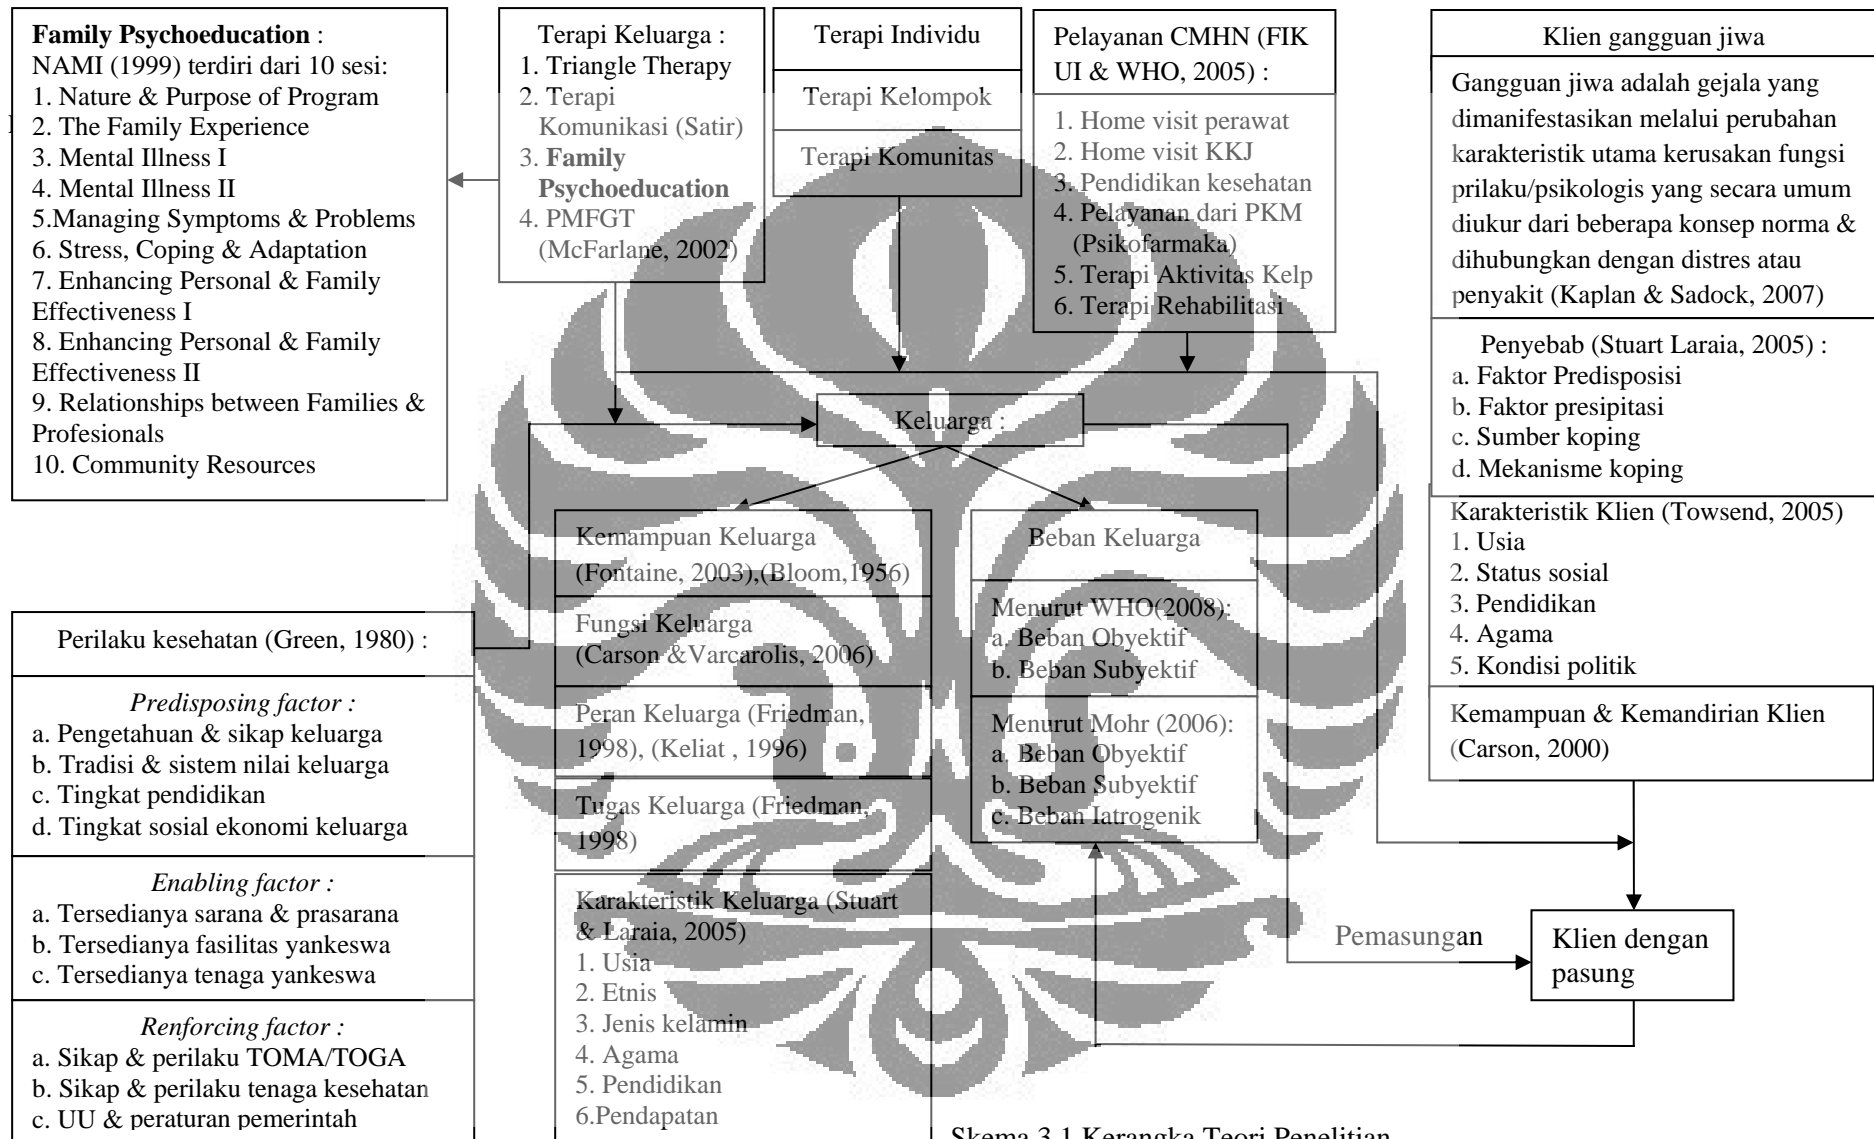 Family Psychoeducation :
NAMI (1999) terdiri dari 10 sesi:
1. Nature & Purpose of Program
2. The Family Experience
3. Mental Illness I
4. Mental Illness II
5.Managing Symptoms & Problems
6. Stress, Coping & Adaptation
7. Enhancing Personal & Family
Effectiveness I
8. Enhancing Personal & Family
Effectiveness II
9. Relationships between Families &
Profesionals
10. Community Resources
Terapi Keluarga :
1. Triangle Therapy
2. Terapi
Komunikasi (Satir)
3. Family
Psychoeducation
4. PMFGT
(McFarlane, 2002)
Terapi Individu
Terapi Kelompok
Terapi Komunitas
Pelayanan CMHN (FIK
UI & WHO, 2005) :
1. Home visit perawat
2. Home visit KKJ
3. Pendidikan kesehatan
4. Pelayanan dari PKM
(Psikofarmaka)
5. Terapi Aktivitas Kelp
6. Terapi Rehabilitasi
Klien gangguan jiwa
Gangguan jiwa adalah gejala yang
dimanifestasikan melalui perubahan
karakteristik utama kerusakan fungsi
prilaku/psikologis yang secara umum
diukur dari beberapa konsep norma &
dihubungkan dengan distres atau
penyakit (Kaplan & Sadock, 2007)
Penyebab (Stuart Laraia, 2005) :
a. Faktor Predisposisi
b. Faktor presipitasi
c. Sumber koping
d. Mekanisme koping
Karakteristik Klien (Towsend, 2005)
1. Usia
2. Status sosial
3. Pendidikan
4. Agama
5. Kondisi politik
Kemampuan & Kemandirian Klien
(Carson, 2000)
Keluarga :
Kemampuan Keluarga
(Fontaine, 2003),(Bloom,1956)
Fungsi Keluarga
(Carson &Varcarolis, 2006)
Peran Keluarga (Friedman,
1998), (Keliat , 1996)
Tugas Keluarga (Friedman,
1998)
Karakteristik Keluarga (Stuart
& Laraia, 2005)
1. Usia
2. Etnis
3. Jenis kelamin
4. Agama
5. Pendidikan
6.Pendapatan
Beban Keluarga
Menurut WHO(2008):
a. Beban Obyektif
b. Beban Subyektif
Menurut Mohr (2006):
a. Beban Obyektif
b. Beban Subyektif
c. Beban Iatrogenik
Perilaku kesehatan (Green, 1980) :
Predisposing factor :
a. Pengetahuan & sikap keluarga
b. Tradisi & sistem nilai keluarga
c. Tingkat pendidikan
d. Tingkat sosial ekonomi keluarga
Enabling factor :
a. Tersedianya sarana & prasarana
b. Tersedianya fasilitas yankeswa
c. Tersedianya tenaga yankeswa
Renforcing factor :
a. Sikap & perilaku TOMA/TOGA
b. Sikap & perilaku tenaga kesehatan
c. UU & peraturan pemerintah
Pemasungan
Klien dengan
pasung
Skema 3.1 Kerangka Teori Penelitian